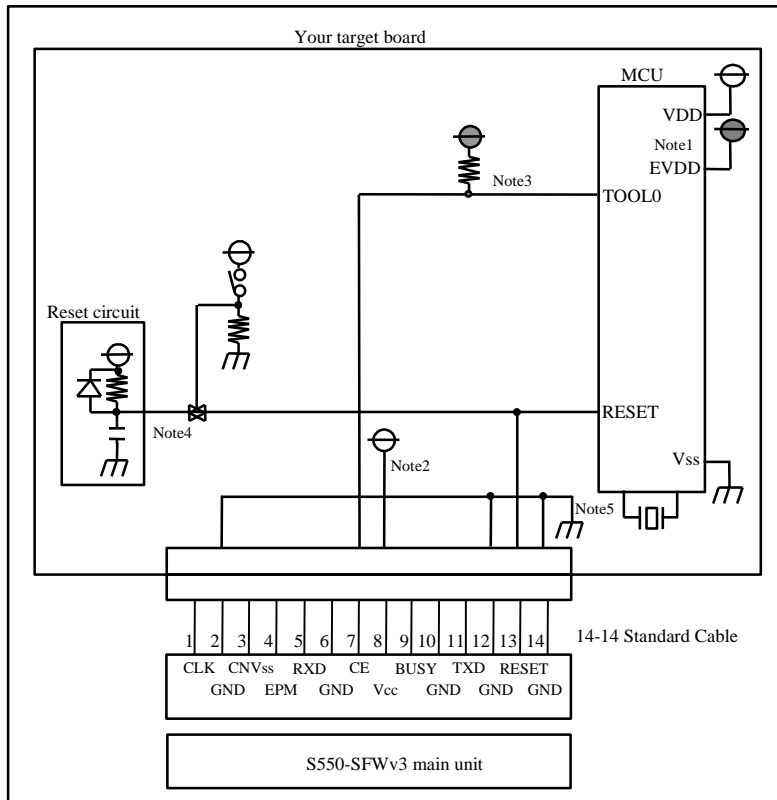 Your target board
MCU
VDD
Note1
EVDD
Note3
TOOL0
Reset circuit
RESET
Note4
Note2
Vss
Note5
1 2 3 4 5 6 7 8 9 10 11 12 13 14
14-14 Standard Cable
CLK CNVss RXD CE BUSY TXD RESET
GND EPM GND Vcc GND GND GND
S550-SFWv3 main unit